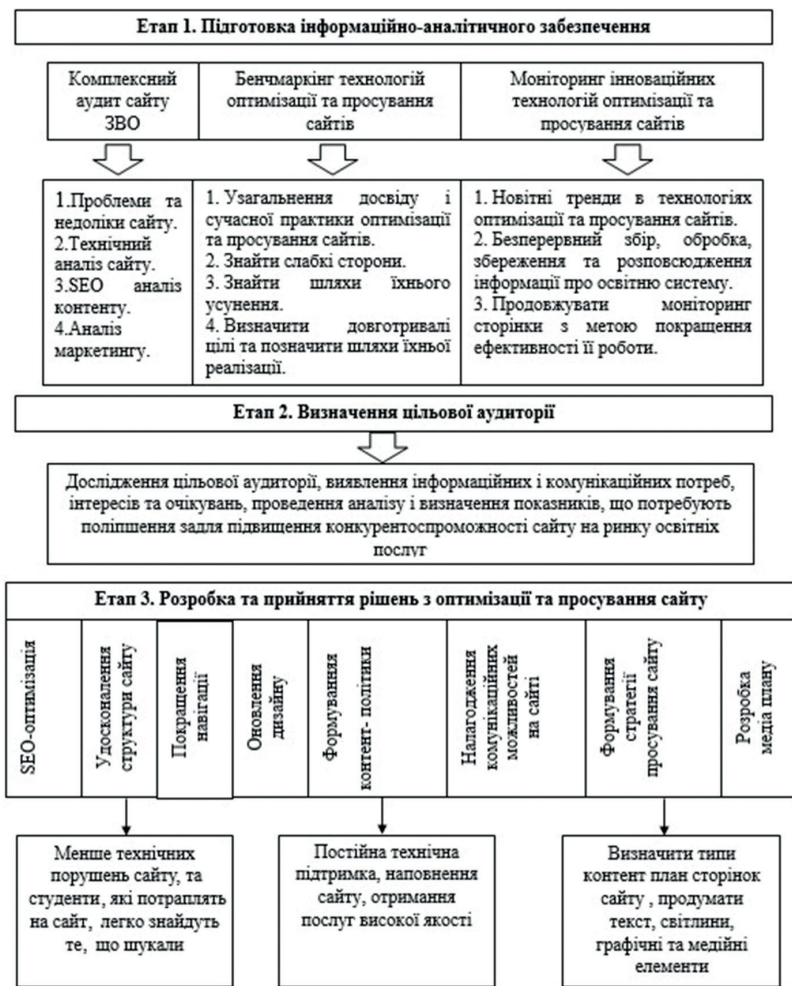 Етап 1. Підготовка інформаційно-аналітичного забезпечення
Комплексний
аудит сайту
ЗВО
Бенчмаркінг технологій
оптимізації та просування
сайтів
Моніторинг інноваційних
технологій оптимізації та
просування сайтів
1.Проблеми та
недоліки сайту.
2.Технічний
аналіз сайту.
3.SEO аналіз
контенту.
4.Аналіз
маркетингу.
1. Узагальнення досвіду і
сучасної практики оптимізації
та просування сайтів.
2. Знайти слабкі сторони.
3. Знайти шляхи їхнього
усунення.
4. Визначити довготривалі
цілі та позначити шляхи їхньої
реалізації.
1. Новітні тренди в технологіях
оптимізації та просування сайтів.
2. Безперервний збір, обробка,
збереження та розповсюдження
інформації про освітню систему.
3. Продовжувати моніторинг
сторінки з метою покращення
ефективності її роботи.
Етап 2. Визначення цільової аудиторії
Дослідження цільової аудиторії, виявлення інформаційних і комунікаційних потреб,
інтересів та очікувань, проведення аналізу і визначення показників, що потребують
поліпшення задля підвищення конкурентоспроможності сайту на ринку освітніх
послуг
Етап 3. Розробка та прийняття рішень з оптимізації та просування сайту
SEO-оптимізація
Удосконалення
структури сайту
Покращення
навігації
Оновлення
дизайну
Формуванняя
контент- політики
Налагодження
комунікаційних
можливостей
на сайті
Формування
стратегії
просування сайту
Розробка
медіа плану
Менше технічних
порушень сайту, та
студенти, які потраплять
на сайт, легко знайдуть
те, що шукали
Постійна технічна
підтримка, наповнення
сайту, отримання
послуг високої якості
Визначити типи
контент план сторінок
сайту , продумати
текст, світлини,
графічні та медійні
елементи